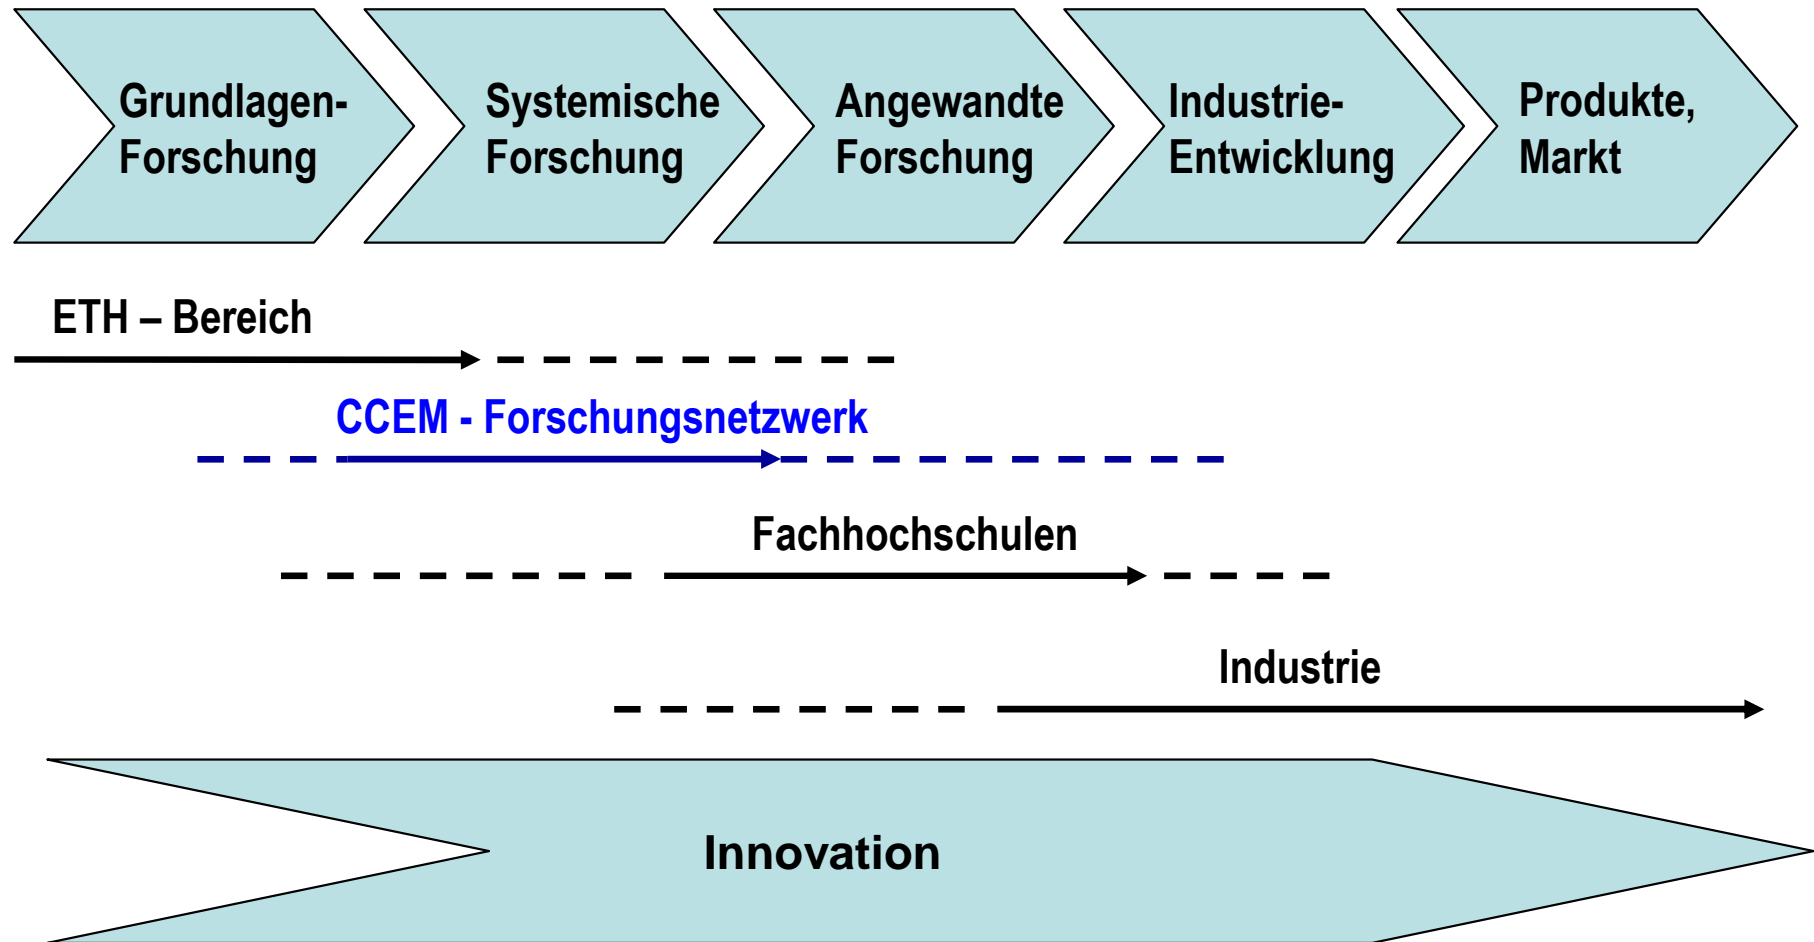 Grundlagen-
Forschung
Systemische
Forschung
Angewandte
Forschung
Industrie-
Entwicklung
Produkte,
Markt
ETH – Bereich
CCEM - Forschungsnetzwerk
Fachhochschulen
Industrie
Innovation